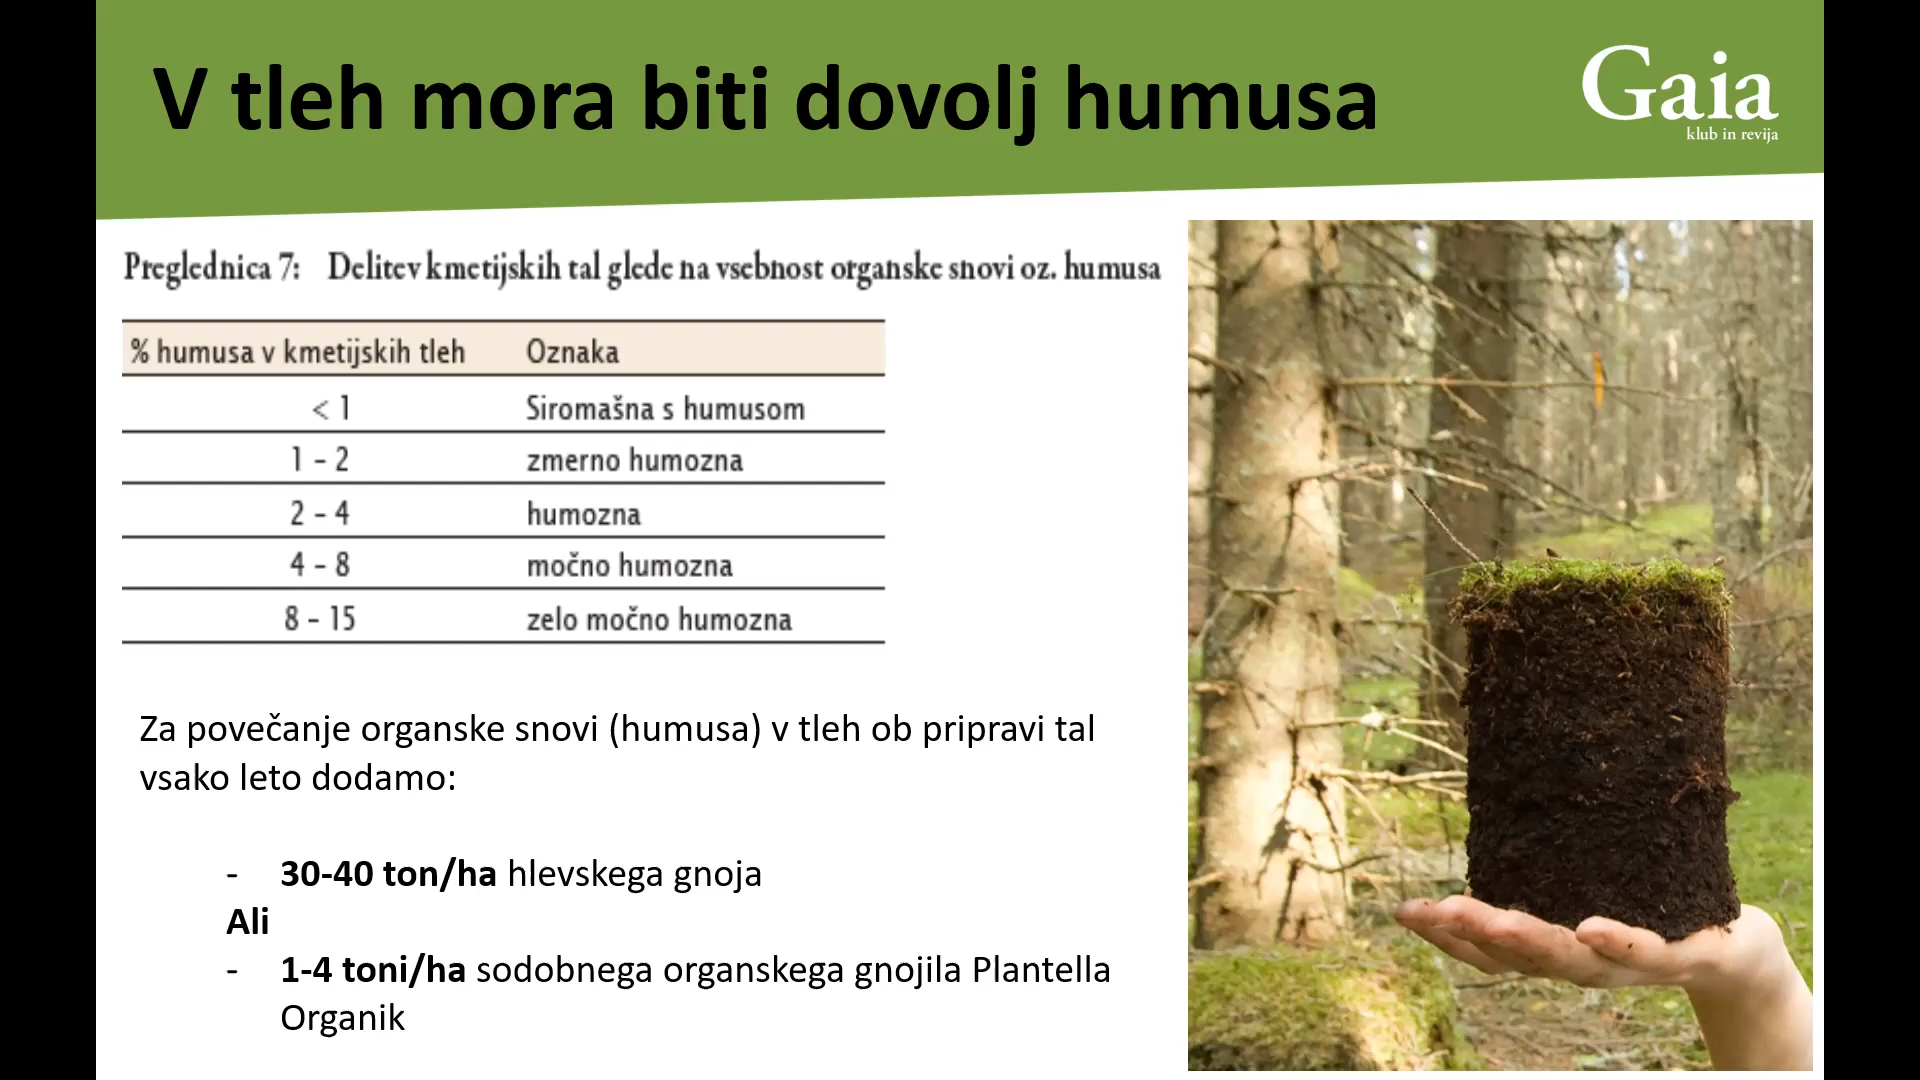 V tleh mora biti dovolj humusa
Gaia
klub in revija
Preglednica 7: Delitev kmetijskih tal glede na vsebnost organske snovi oz. humusa
% humusa v kmetijskih tleh Oznaka
< 1 Siromašna s humusom
1 – 2 zmerno humozna
2 – 4 humozna
4 – 8 močno humozna
8 – 15 zelo močno humozna
Za povečanje organske snovi (humusa) v tleh ob pripravi tal
vsako leto dodamo:
- 30-40 ton/ha hlevskega gnoja
Ali
- 1-4 toni/ha sodobnega organskega gnojila Plantella
Organik